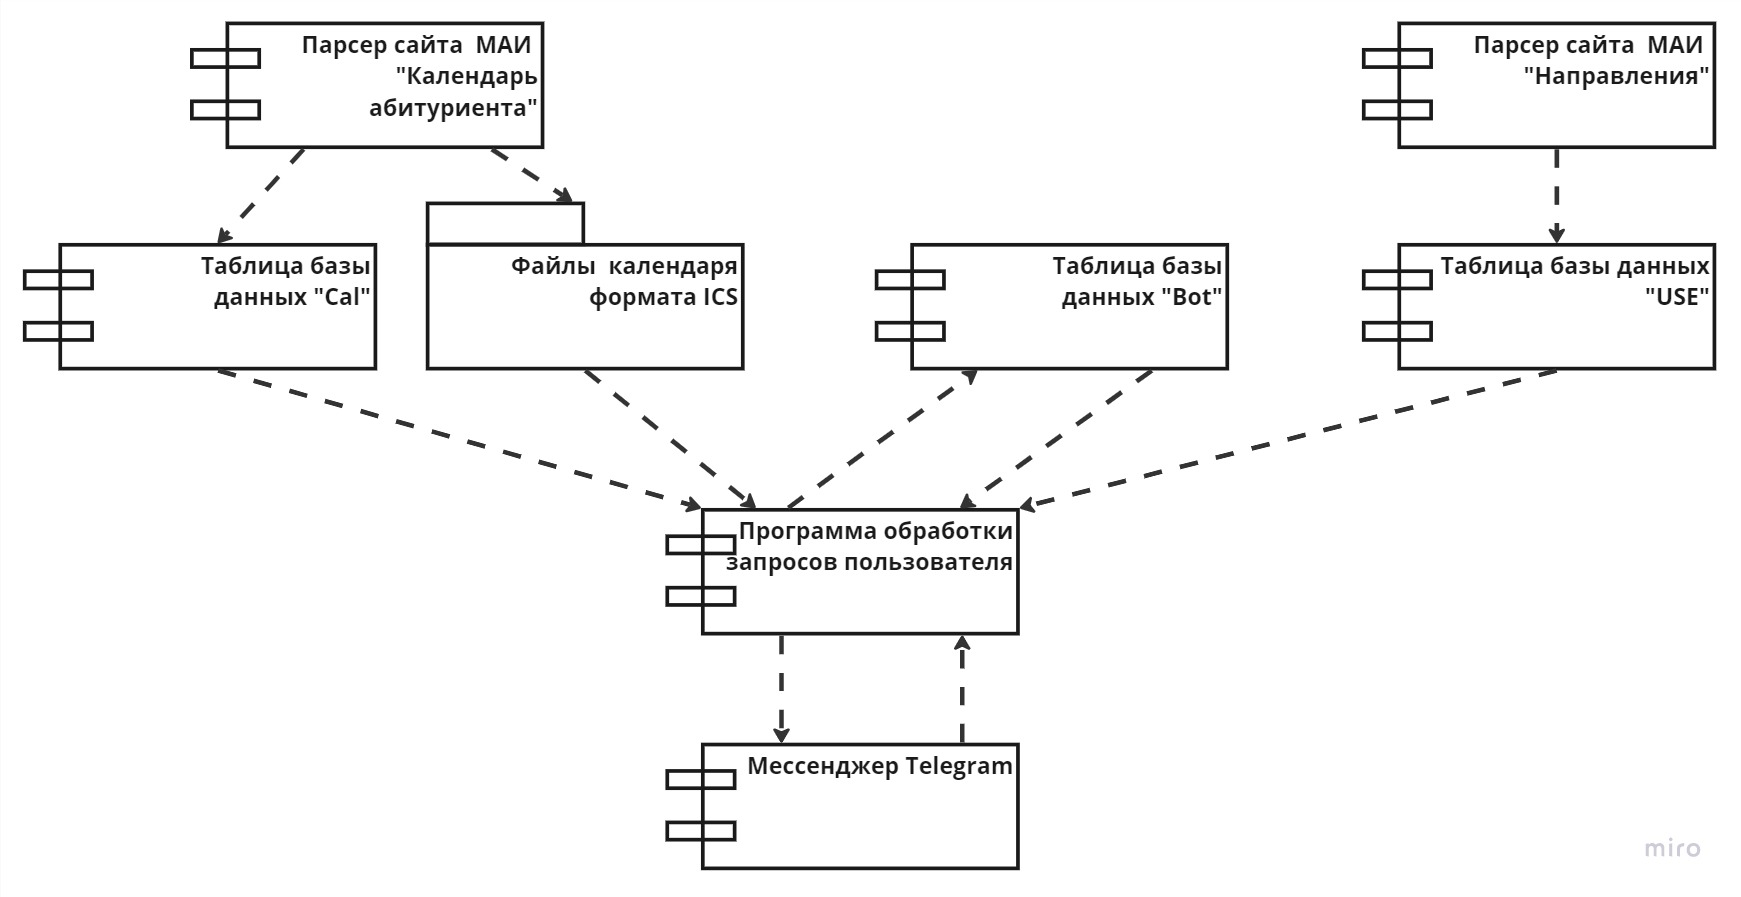 Парсер сайта МАИ
"Календарь
абитуриента"
Парсер сайта МАИ
"Направления"
Таблица базы
данных "Cal"
Файлы календаря
формата ICS
Таблица базы
данных "Bot"
Таблица базы данных
"USE"
Программа обработки
запросов пользователя
Мессенджер Telegram
miro